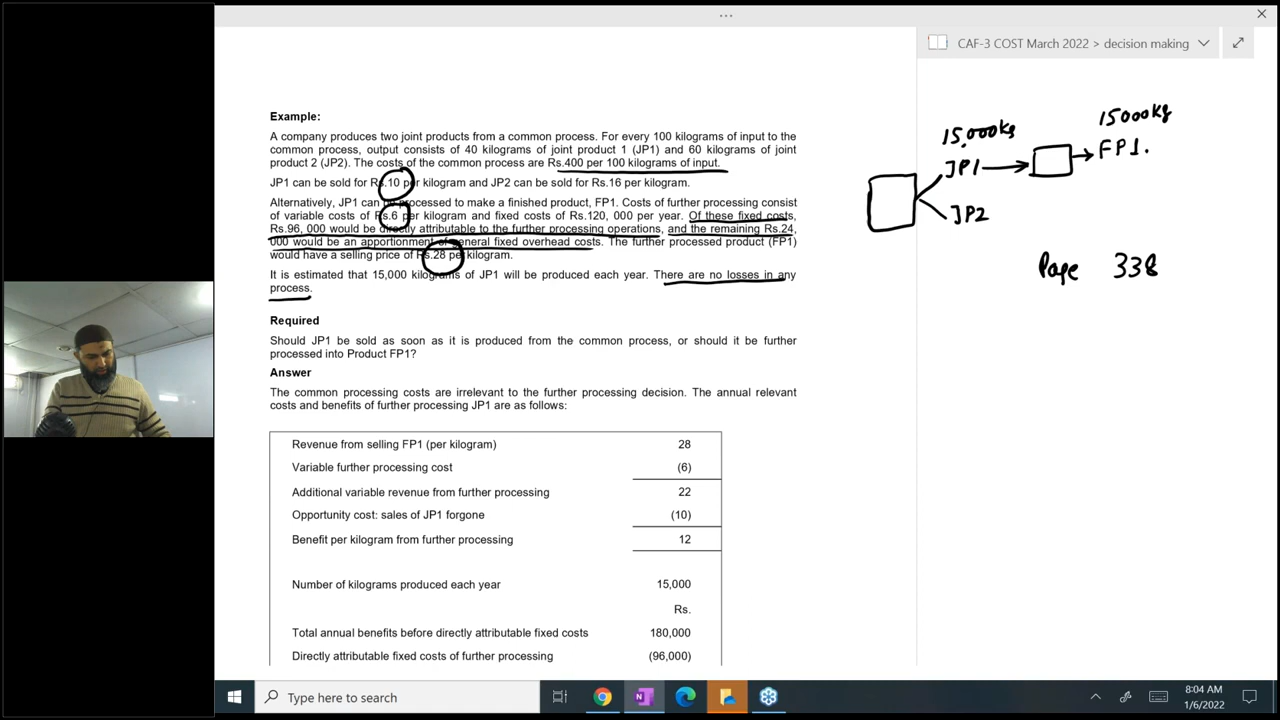 CAF-3 COST March 2022 > decision making
Example:
A company produces two joint products from a common process. For every 100 kilograms of input to the
common process, output consists of 40 kilograms of joint product 1 (JP1) and 60 kilograms of joint
product 2 (JP2). The costs of the common process are Rs.400 per 100 kilograms of input.
JP1 can be sold for Rs.10 per kilogram and JP2 can be sold for Rs.16 per kilogram.
Alternatively, JP1 can be processed to make a finished product, FP1. Costs of further processing consist
of variable costs of Rs.6 per kilogram and fixed costs of Rs.120, 000 per year. Of these fixed costs,
Rs.96, 000 would be directly attributable to the further processing operations, and the remaining Rs.24,
000 would be an apportionment of general fixed overhead costs. The further processed product (FP1)
would have a selling price of Rs.28 per kilogram.
It is estimated that 15,000 kilograms of JP1 will be produced each year. There are no losses in any
process.
Required
Should JP1 be sold as soon as it is produced from the common process, or should it be further
processed into Product FP1?
Answer
The common processing costs are irrelevant to the further processing decision. The annual relevant
costs and benefits of further processing JP1 are as follows:
Revenue from selling FP1 (per kilogram) 28
Variable further processing cost (6)
Additional variable revenue from further processing 22
Opportunity cost: sales of JP1 forgone (10)
Benefit per kilogram from further processing 12
Number of kilograms produced each year 15,000
Rs.
Total annual benefits before directly attributable fixed costs 180,000
Directly attributable fixed costs of further processing (96,000)
15,000kg
15000kg
JP1
FP1.
JP2
Page 338
Type here to search
8:04 AM
1/6/2022